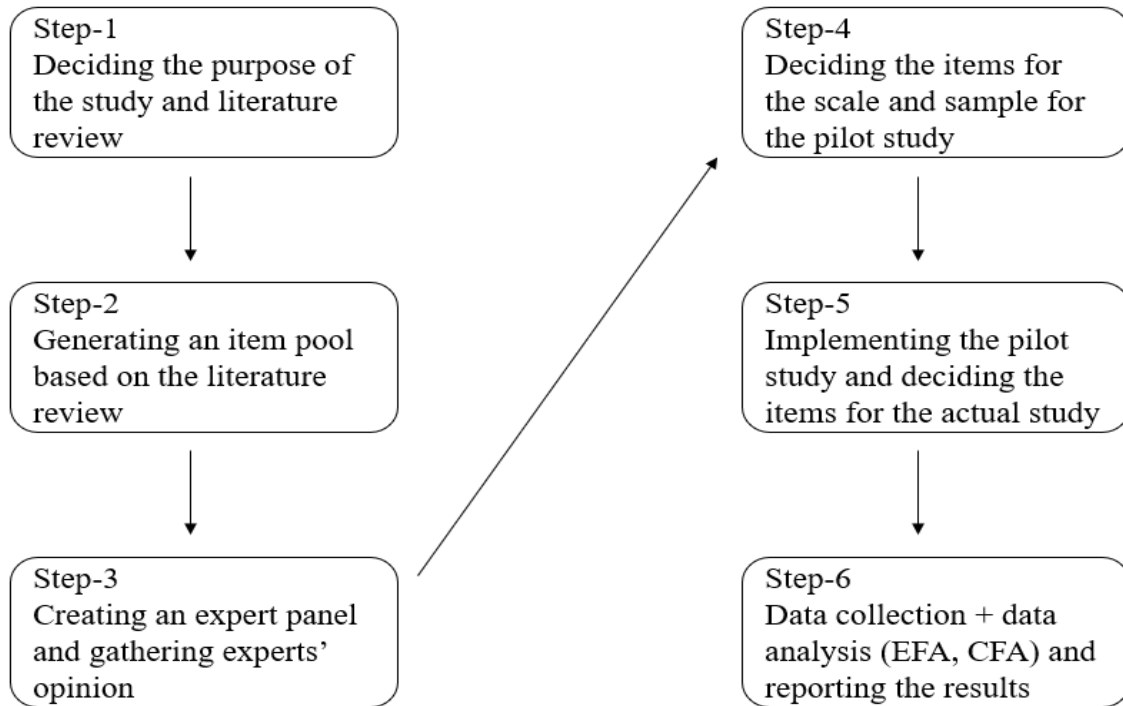 Step-1
Deciding the purpose of
the study and literature
review
Step-2
Generating an item pool
based on the literature
review
Step-3
Creating an expert panel
and gathering experts’
opinion
Step-4
Deciding the items for
the scale and sample for
the pilot study
Step-5
Implementing the pilot
study and deciding the
items for the actual study
Step-6
Data collection + data
analysis (EFA, CFA) and
reporting the results